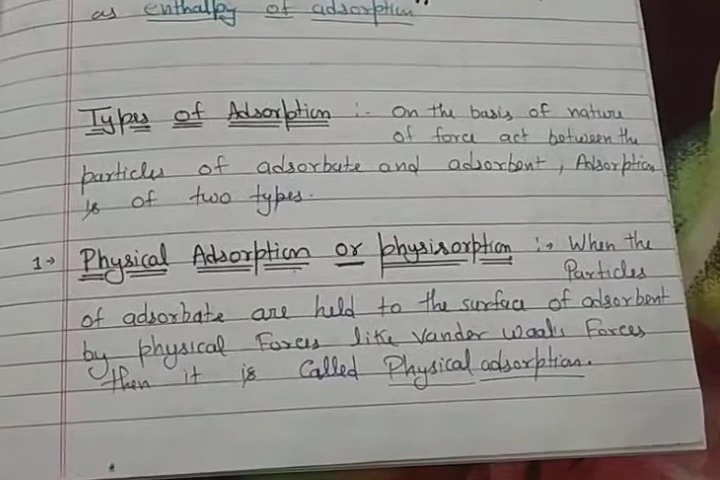 as enthalpy of adsorption"
Types of Adsorption :- On the basis of nature
of force act between the
particles of adsorbate and adsorbent, Adsorption
is of two types.
1→ Physical Adsorption or physisorption :→ When the
Particles
of adsorbate are held to the surface of adsorbent
by physical Forces like Vander Waals Forces
then it is Called Physical adsorption.